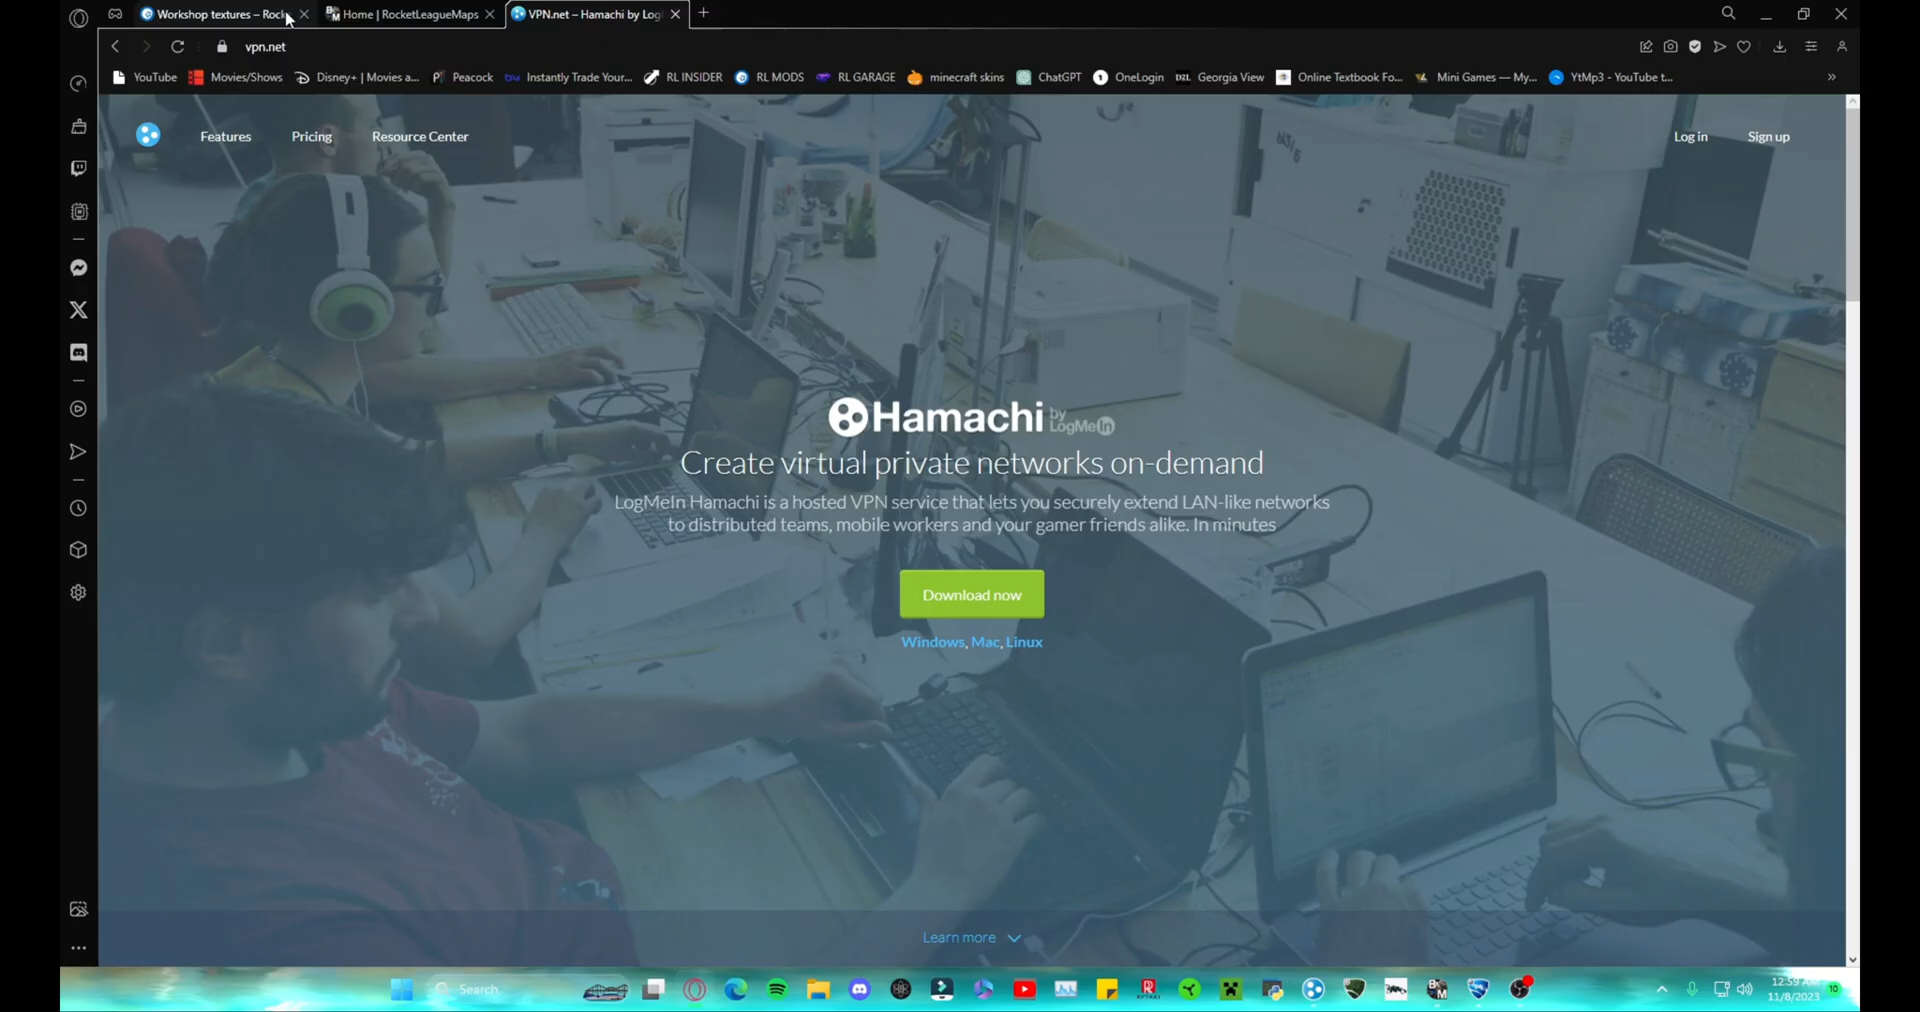 Workshop textures – Rock
Home | RocketLeagueMaps
VPN.net – Hamachi by Log
vpn.net
YouTube
Movies/Shows
Disney+ | Movies a...
Peacock
Instantly Trade Your...
RL INSIDER
RL MODS
RL GARAGE
minecraft skins
ChatGPT
OneLogin
D2L
Georgia View
Online Textbook Fo...
Mini Games — My...
YtMp3 - YouTube t...
Features
Pricing
Resource Center
Log in
Sign up
Hamachi by LogMeIn
Create virtual private networks on-demand
LogMeIn Hamachi is a hosted VPN service that lets you securely extend LAN-like networks
to distributed teams, mobile workers and your gamer friends alike. In minutes
Download now
Windows, Mac, Linux
Learn more
Search
12:59 AM
11/8/2023
10